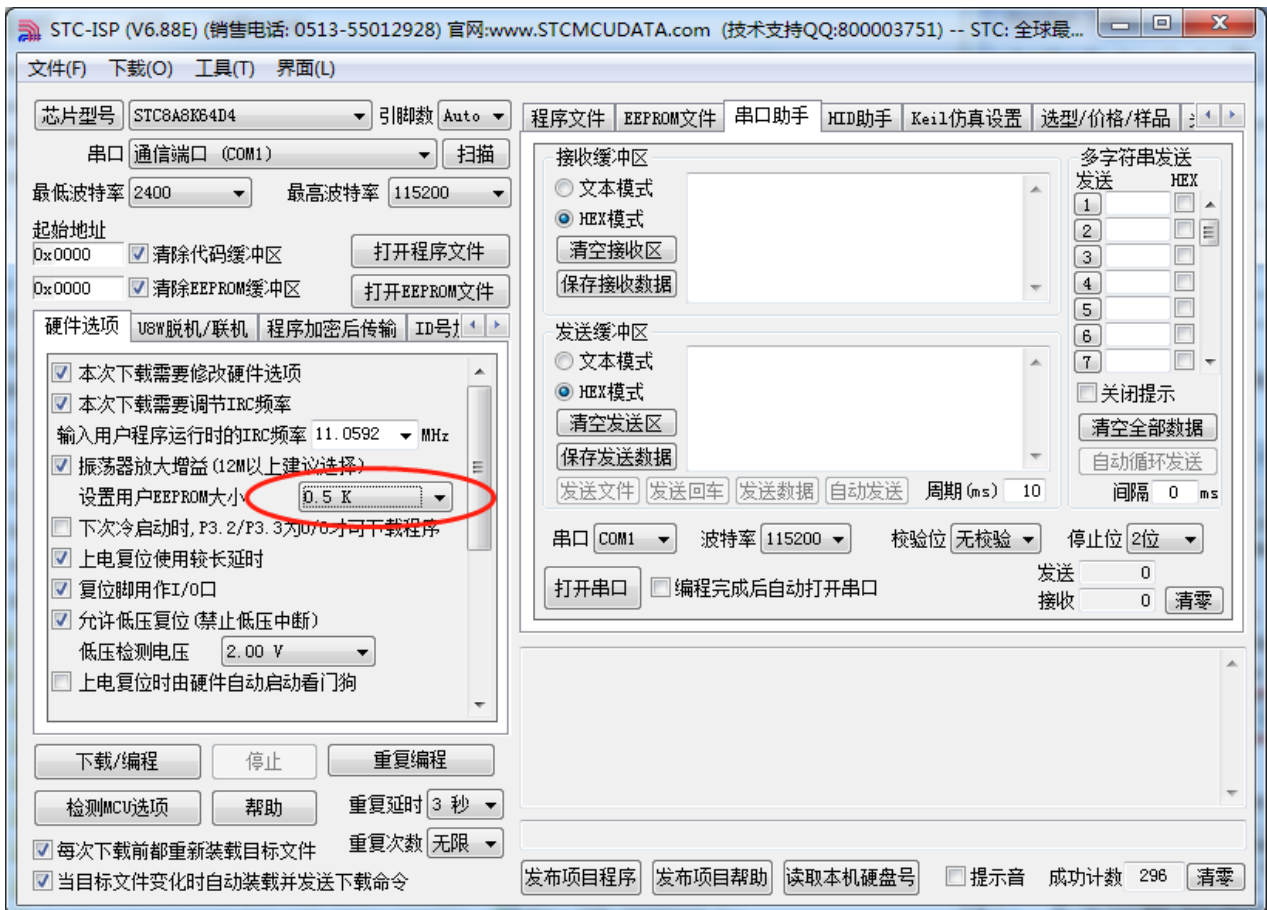 STC-ISP (V6.88E) (销售电话: 0513-55012928) 官网:www.STCMCUDATA.com (技术支持QQ:800003751) -- STC: 全球最...
文件(F) 下载(O) 工具(T) 界面(L)
芯片型号 STC8A8K64D4 引脚数 Auto
串口 通信端口 (COM1) 扫描
最低波特率 2400 最高波特率 115200
起始地址
0x0000 清除代码缓冲区 打开程序文件
0x0000 清除EEPROM缓冲区 打开EEPROM文件
硬件选项 U8W脱机/联机 程序加密后传输 ID号
本次下载需要修改硬件选项
本次下载需要调节IRC频率
输入用户程序运行时的IRC频率 11.0592 MHz
振荡器放大增益(12M以上建议选择)
设置用户EEPROM大小 0.5 K
下次冷启动时,P3.2/P3.3为0/0才可下载程序
上电复位使用较长延时
复位脚用作I/O口
允许低压复位(禁止低压中断)
低压检测电压 2.00 V
上电复位时由硬件自动启动看门狗
下载/编程 停止 重复编程
检测MCU选项 帮助 重复延时 3 秒
每次下载前都重新装载目标文件 重复次数 无限
当目标文件变化时自动装载并发送下载命令
程序文件 EEPROM文件 串口助手 HID助手 Keil仿真设置 选型/价格/样品
接收缓冲区
文本模式
HEX模式
清空接收区
保存接收数据
发送缓冲区
文本模式
HEX模式
清空发送区
保存发送数据
发送文件 发送回车 发送数据 自动发送 周期(ms) 10
多字符串发送
发送 HEX
1
2
3
4
5
6
7
关闭提示
清空全部数据
自动循环发送
间隔 0 ms
串口 COM1 波特率 115200 校验位 无校验 停止位 2位
打开串口 编程完成后自动打开串口
发送 0
接收 0 清零
发布项目程序 发布项目帮助 读取本机硬盘号 提示音 成功计数 296 清零